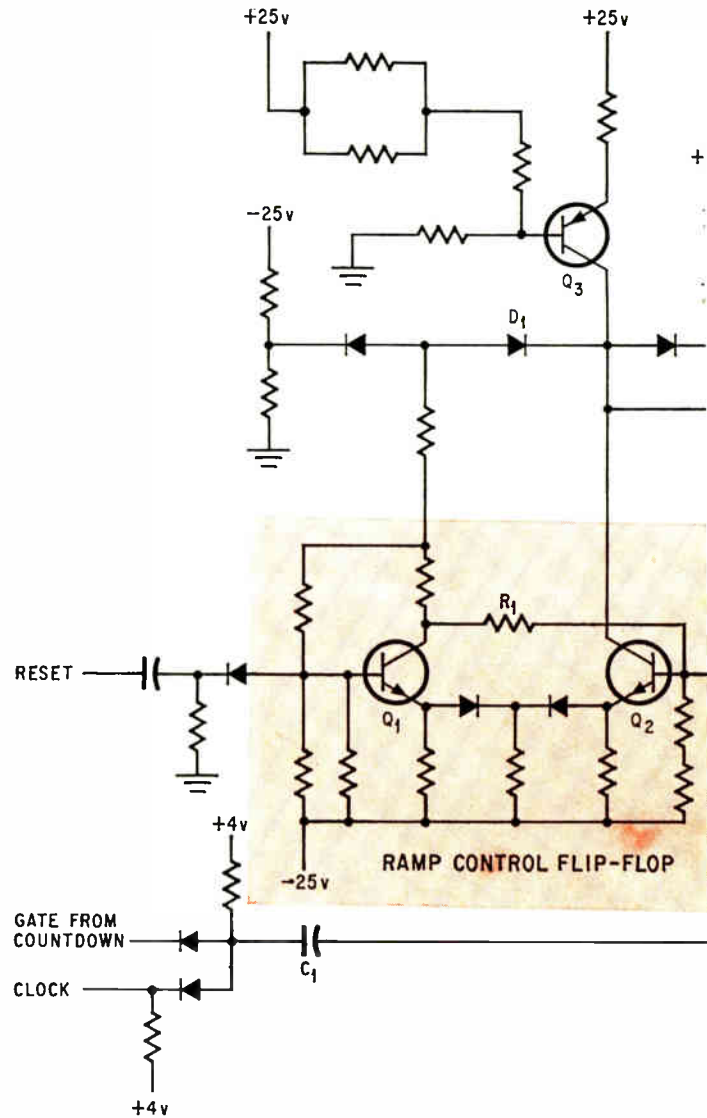 +25v
+25v
+
-25v
Q3
D1
R1
RESET
Q1
Q2
+4v
-25v
RAMP CONTROL FLIP-FLOP
GATE FROM
COUNTDOWN
C1
CLOCK
+4v